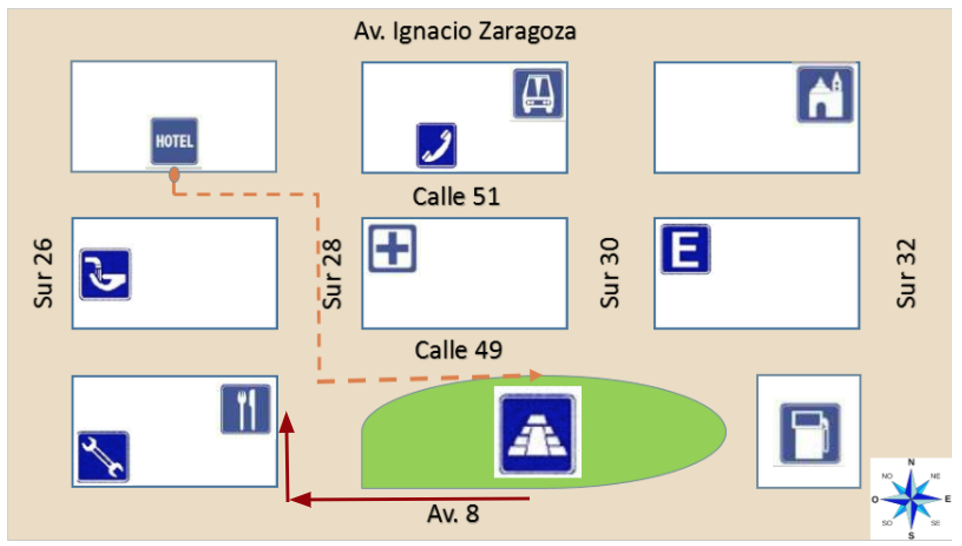 Av. Ignacio Zaragoza
HOTEL
Calle 51
Sur 26
Sur 28
Sur 30
Sur 32
E
Calle 49
Av. 8
N
NO
NE
O
E
SO
SE
S